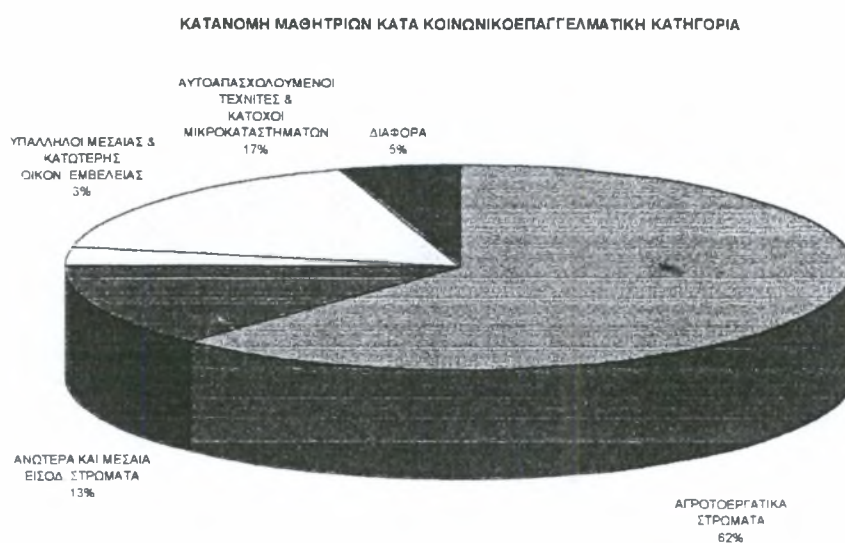 ΚΑΤΑΝΟΜΗ ΜΑΘΗΤΡΙΩΝ ΚΑΤΑ ΚΟΙΝΩΝΙΚΟΕΠΑΓΓΕΛΜΑΤΙΚΗ ΚΑΤΗΓΟΡΙΑ
ΑΥΤΟΑΠΑΣΧΟΛΟΥΜΕΝΟΙ
ΤΕΧΝΙΤΕΣ &
ΚΑΤΟΧΟΙ
ΜΙΚΡΟΚΑΤΑΣΤΗΜΑΤΩΝ
17%
ΔΙΑΦΟΡΑ
5%
ΥΠΑΛΛΗΛΟΙ ΜΕΣΑΙΑΣ &
ΚΑΤΩΤΕΡΗΣ
ΟΙΚΟΝ. ΕΜΒΕΛΕΙΑΣ
3%
ΑΝΩΤΕΡΑ ΚΑΙ ΜΕΣΑΙΑ
ΕΙΣΟΔ. ΣΤΡΩΜΑΤΑ
13%
ΑΓΡΟΤΟΕΡΓΑΤΙΚΑ
ΣΤΡΩΜΑΤΑ
62%